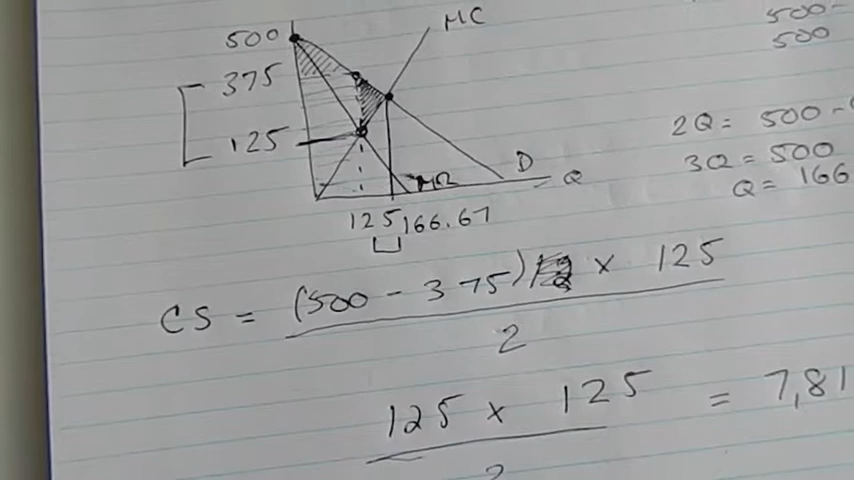 500
MC
375
125
D
MR
Q
125 166.67
500-
500
2Q = 500 -
3Q = 500
Q = 166
CS = (500 - 375) × 125
2
125 × 125 = 7,81
2